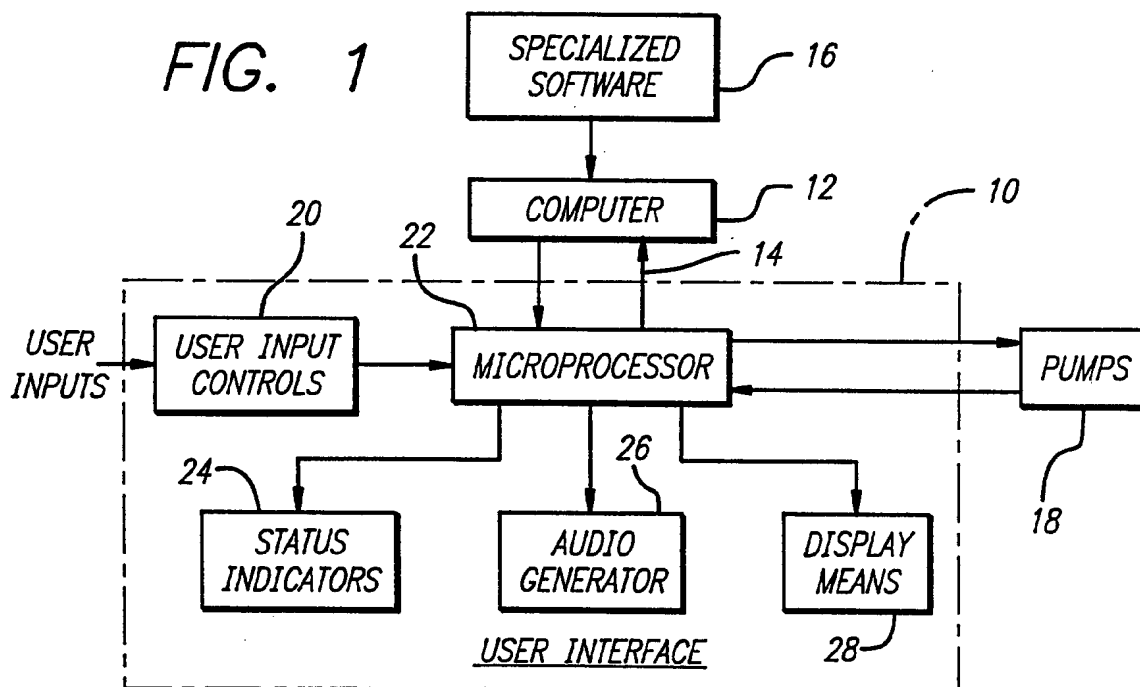 FIG. 1
SPECIALIZED
SOFTWARE
16
COMPUTER
12
10
20
22
14
USER
INPUTS
USER INPUT
CONTROLS
MICROPROCESSOR
PUMPS
18
24
26
STATUS
INDICATORS
AUDIO
GENERATOR
DISPLAY
MEANS
28
USER INTERFACE